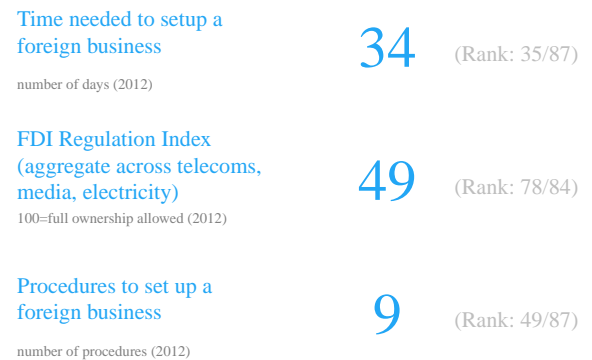 Time needed to setup a
foreign business
34
(Rank: 35/87)
number of days (2012)
FDI Regulation Index
(aggregate across telecoms,
media, electricity)
49
(Rank: 78/84)
100=full ownership allowed (2012)
Procedures to set up a
foreign business
9
(Rank: 49/87)
number of procedures (2012)